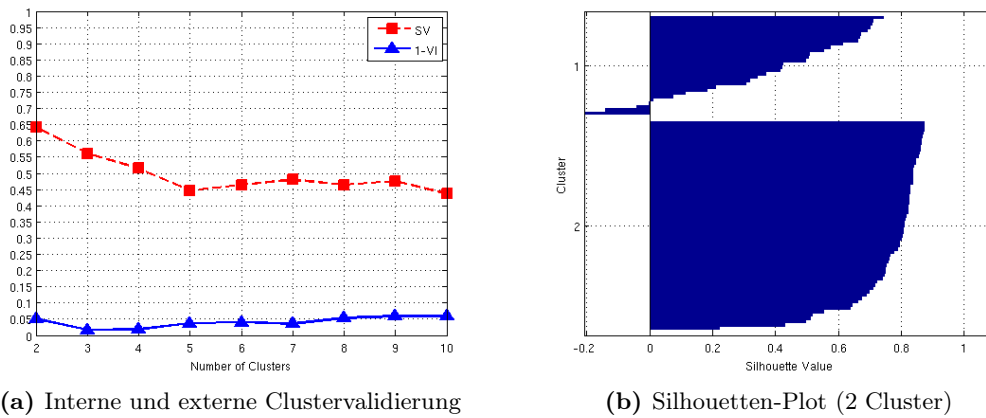 1
0.95
0.9
0.85
0.8
0.75
0.7
0.65
0.6
0.55
0.5
0.45
0.4
0.35
0.3
0.25
0.2
0.15
0.1
0.05
0
2 3 4 5 6 7 8 9 10
Number of Clusters
SV
1-VI
(a) Interne und externe Clustervalidierung
Cluster
1
2
-0.2 0 0.2 0.4 0.6 0.8 1
Silhouette Value
(b) Silhouetten-Plot (2 Cluster)